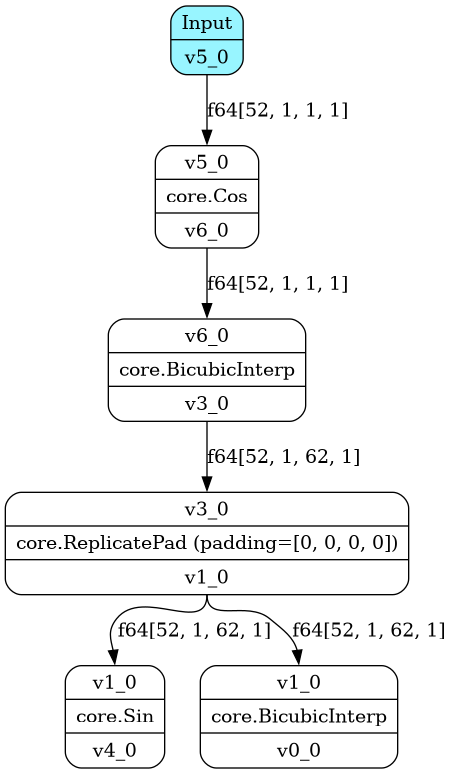 Input
v5_0
f64[52, 1, 1, 1]
v5_0
core.Cos
v6_0
f64[52, 1, 1, 1]
v6_0
core.BicubicInterp
v3_0
f64[52, 1, 62, 1]
v3_0
core.ReplicatePad (padding=[0, 0, 0, 0])
v1_0
f64[52, 1, 62, 1]
f64[52, 1, 62, 1]
v1_0
core.Sin
v4_0
v1_0
core.BicubicInterp
v0_0